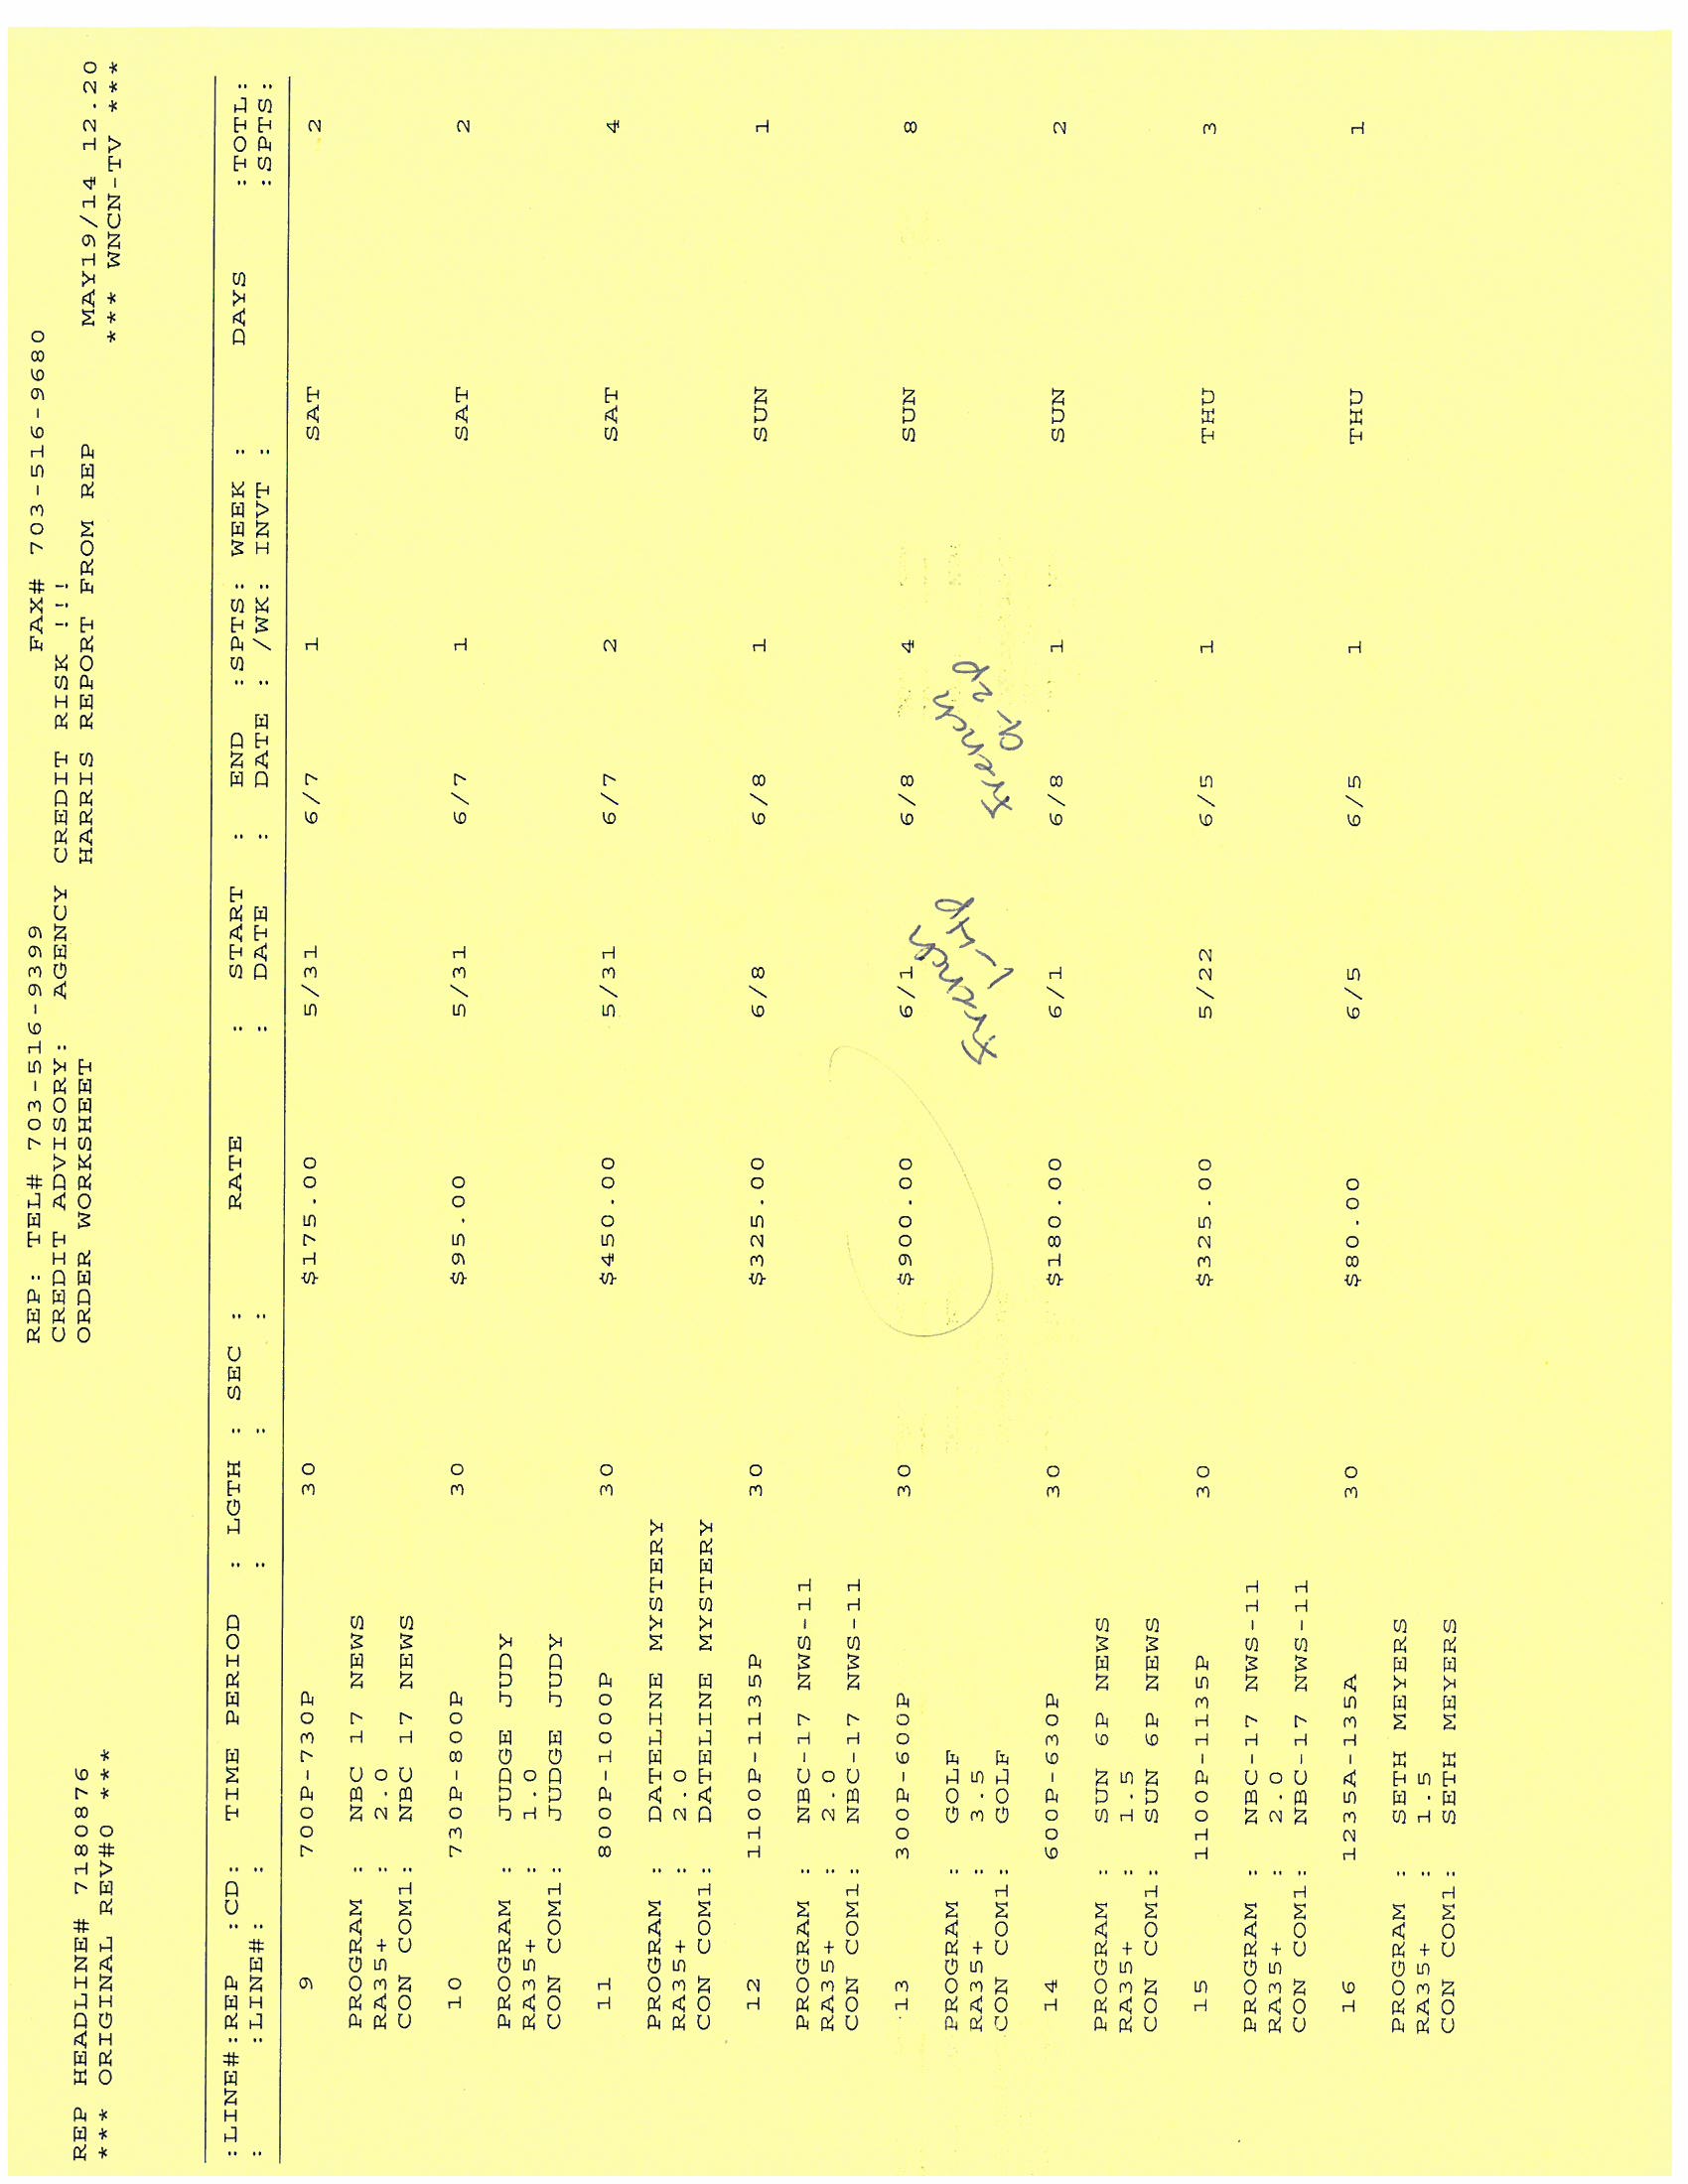 REP: TEL# 703-516-9399 FAX# 703-516-9680
CREDIT ADVISORY: AGENCY CREDIT RISK !!!
REP HEADLINE# 7180876 ORDER WORKSHEET HARRIS REPORT FROM REP MAY19/14 12.20
*** ORIGINAL REV#0 *** *** WNCN-TV ***
:LINE#:REP :CD: TIME PERIOD : LGTH : SEC : RATE : START : END :SPTS: WEEK : DAYS :TOTL:
: :LINE#: : : : : DATE : DATE : /WK: INVT : :SPTS:
9 700P-730P 30 $175.00 5/31 6/7 1 SAT 2
PROGRAM : NBC 17 NEWS
RA35+ : 2.0
CON COM1: NBC 17 NEWS
10 730P-800P 30 $95.00 5/31 6/7 1 SAT 2
PROGRAM : JUDGE JUDY
RA35+ : 1.0
CON COM1: JUDGE JUDY
11 800P-1000P 30 $450.00 5/31 6/7 2 SAT 4
PROGRAM : DATELINE MYSTERY
RA35+ : 2.0
CON COM1: DATELINE MYSTERY
12 1100P-1135P 30 $325.00 6/8 6/8 1 SUN 1
PROGRAM : NBC-17 NWS-11
RA35+ : 2.0
CON COM1: NBC-17 NWS-11
13 300P-600P 30 $900.00 6/1 6/8 4 SUN 8
PROGRAM : GOLF
RA35+ : 3.5
CON COM1: GOLF
French
1-4p
French
9-2p
14 600P-630P 30 $180.00 6/1 6/8 1 SUN 2
PROGRAM : SUN 6P NEWS
RA35+ : 1.5
CON COM1: SUN 6P NEWS
15 1100P-1135P 30 $325.00 5/22 6/5 1 THU 3
PROGRAM : NBC-17 NWS-11
RA35+ : 2.0
CON COM1: NBC-17 NWS-11
16 1235A-135A 30 $80.00 6/5 6/5 1 THU 1
PROGRAM : SETH MEYERS
RA35+ : 1.5
CON COM1: SETH MEYERS